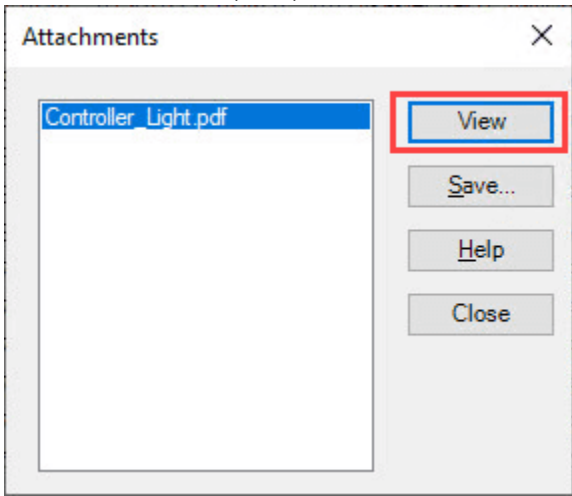 Attachments
Controller_Light.pdf
View
Save...
Help
Close